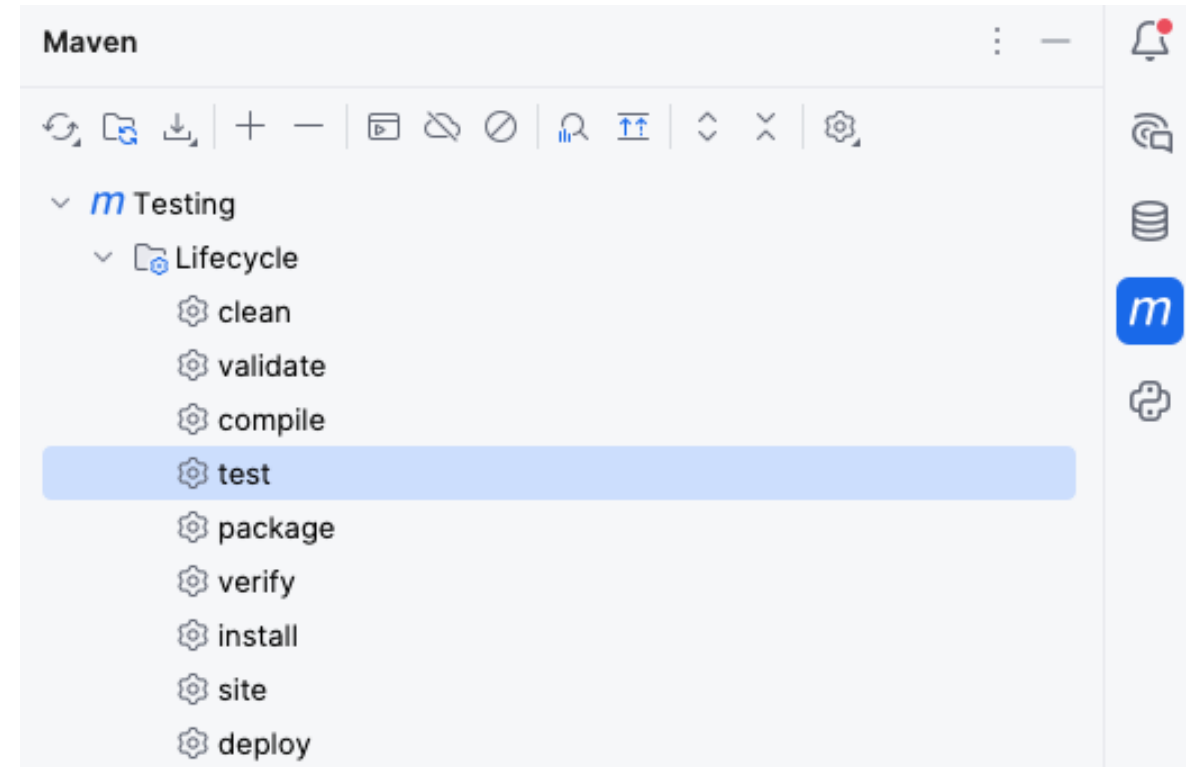 Maven
m Testing
Lifecycle
clean
validate
compile
test
package
verify
install
site
deploy
m